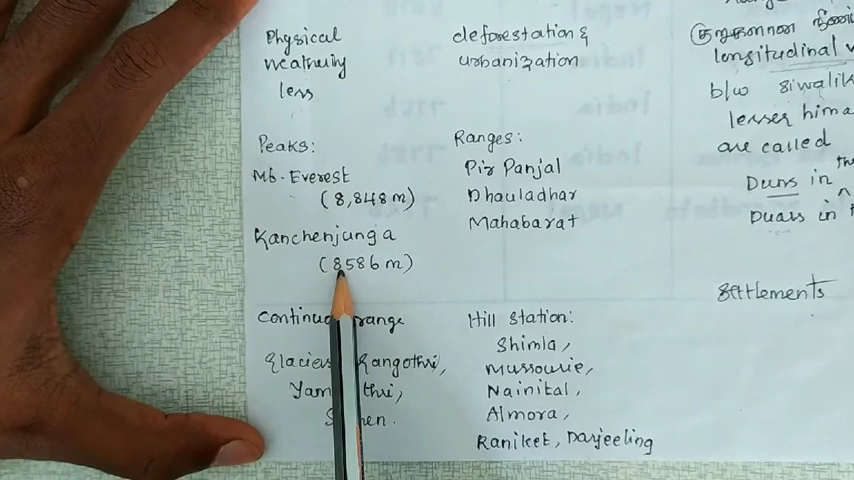 Physical
weathering
less
Peaks:
Mt. Everest
(8,848 m)
Kanchenjunga
(8586 m)
range
Glaciers Gangothri,
hill station:
Shimla,
Mussourie,
Nainital,
Almora,
Raniket, Darjeeling
deforestation &
urbanization
Ranges:
Pir Panjal
Dhauladhar
Mahabarat
longitudinal
b/w siwalik
lesser hima
are called
Duns in
Duars in
Settlements